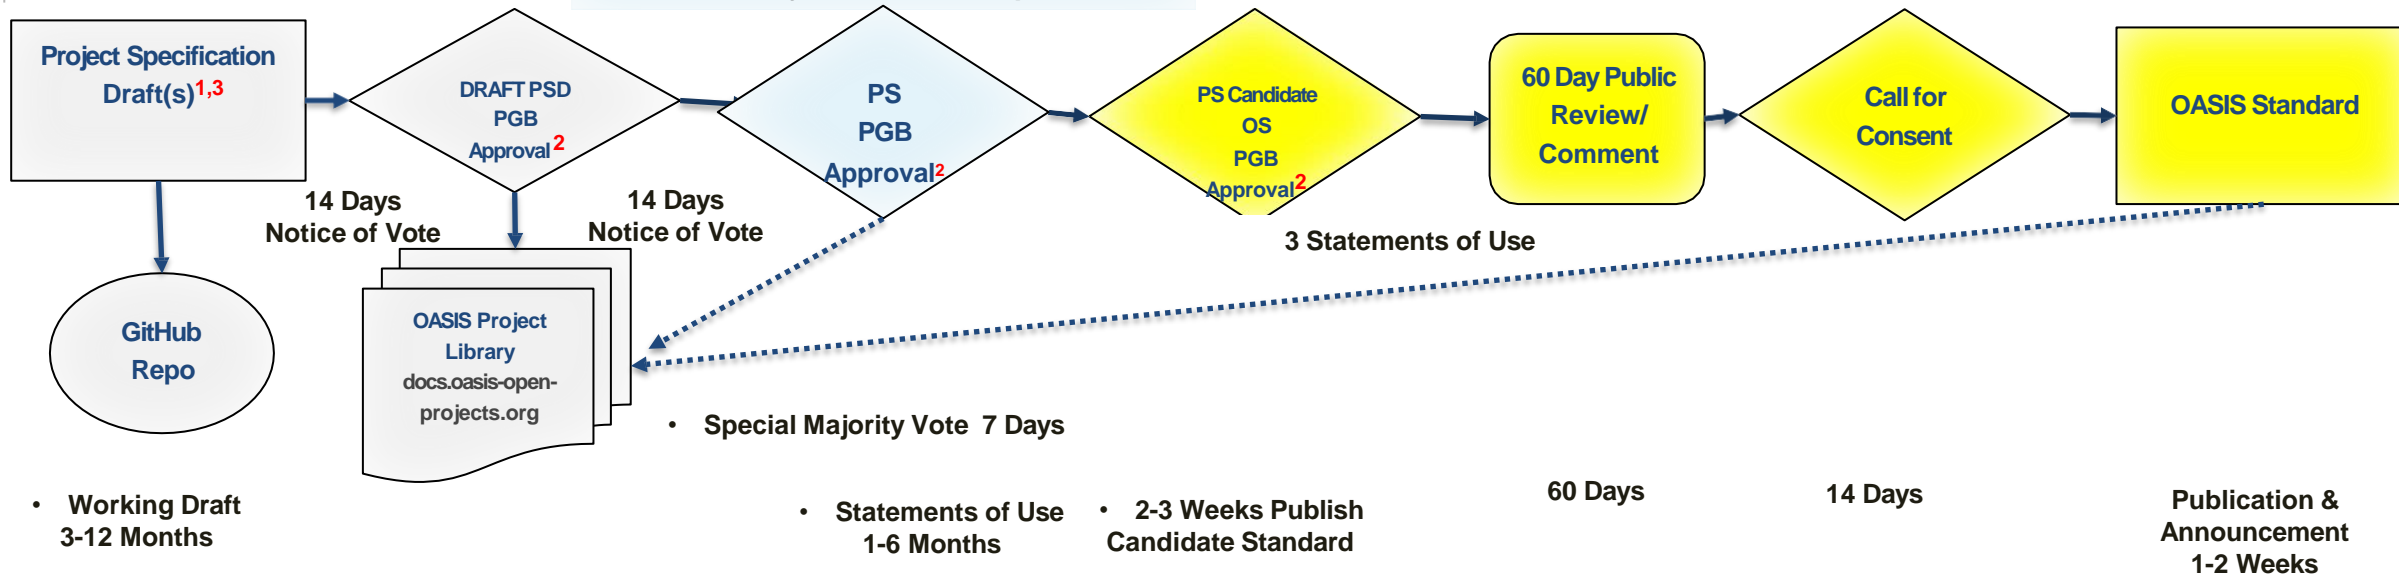 Project Specification
Draft(s)1,3
DRAFT PSD
PGB
Approval 2
PS
PGB
Approval2
PS Candidate
OS
PGB
Approval2
60 Day Public
Review/
Comment
Call for
Consent
OASIS Standard
14 Days
Notice of Vote
14 Days
Notice of Vote
3 Statements of Use
GitHub
Repo
OASIS Project
Library
docs.oasis-open-
projects.org
• Special Majority Vote 7 Days
• Working Draft
3-12 Months
• Statements of Use
1-6 Months
• 2-3 Weeks Publish
Candidate Standard
60 Days
14 Days
Publication &
Announcement
1-2 Weeks